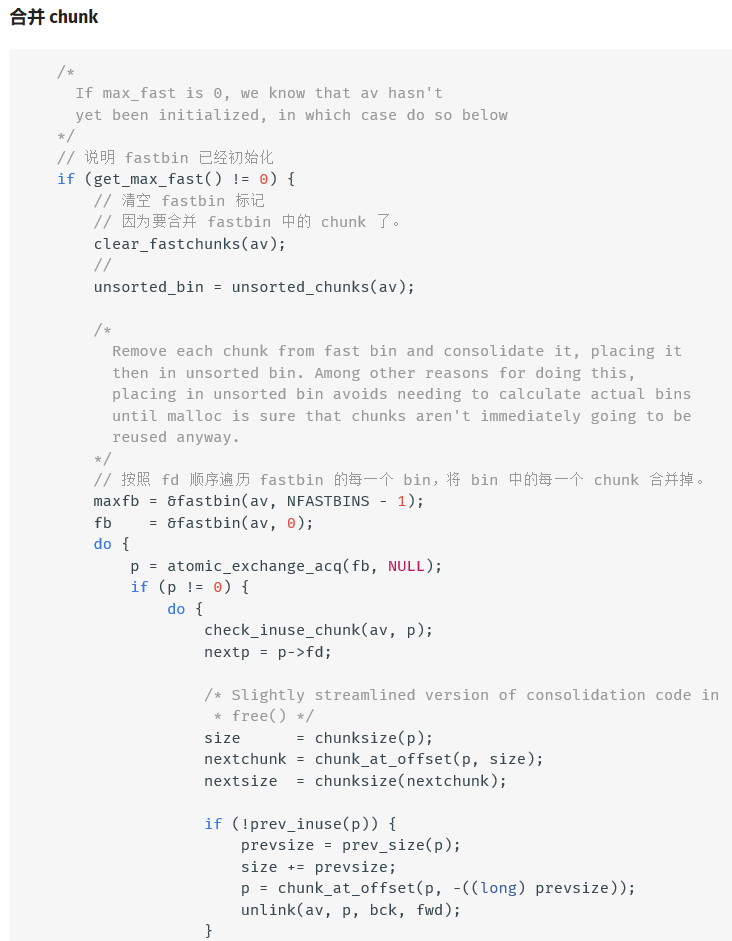 合并 chunk
/*
  If max_fast is 0, we know that av hasn't
  yet been initialized, in which case do so below
*/
// 说明 fastbin 已经初始化
if (get_max_fast() != 0) {
    // 清空 fastbin 标记
    // 因为要合并 fastbin 中的 chunk 了。
    clear_fastchunks(av);
    //
    unsorted_bin = unsorted_chunks(av);

    /*
      Remove each chunk from fast bin and consolidate it, placing it
      then in unsorted bin. Among other reasons for doing this,
      placing in unsorted bin avoids needing to calculate actual bins
      until malloc is sure that chunks aren't immediately going to be
      reused anyway.
    */
    // 按照 fd 顺序遍历 fastbin 的每一个 bin，将 bin 中的每一个 chunk 合并掉。
    maxfb = &fastbin(av, NFASTBINS - 1);
    fb    = &fastbin(av, 0);
    do {
        p = atomic_exchange_acq(fb, NULL);
        if (p != 0) {
            do {
                check_inuse_chunk(av, p);
                nextp = p->fd;

                /* Slightly streamlined version of consolidation code in
                 * free() */
                size      = chunksize(p);
                nextchunk = chunk_at_offset(p, size);
                nextsize  = chunksize(nextchunk);

                if (!prev_inuse(p)) {
                    prevsize = prev_size(p);
                    size += prevsize;
                    p = chunk_at_offset(p, -((long) prevsize));
                    unlink(av, p, bck, fwd);
                }